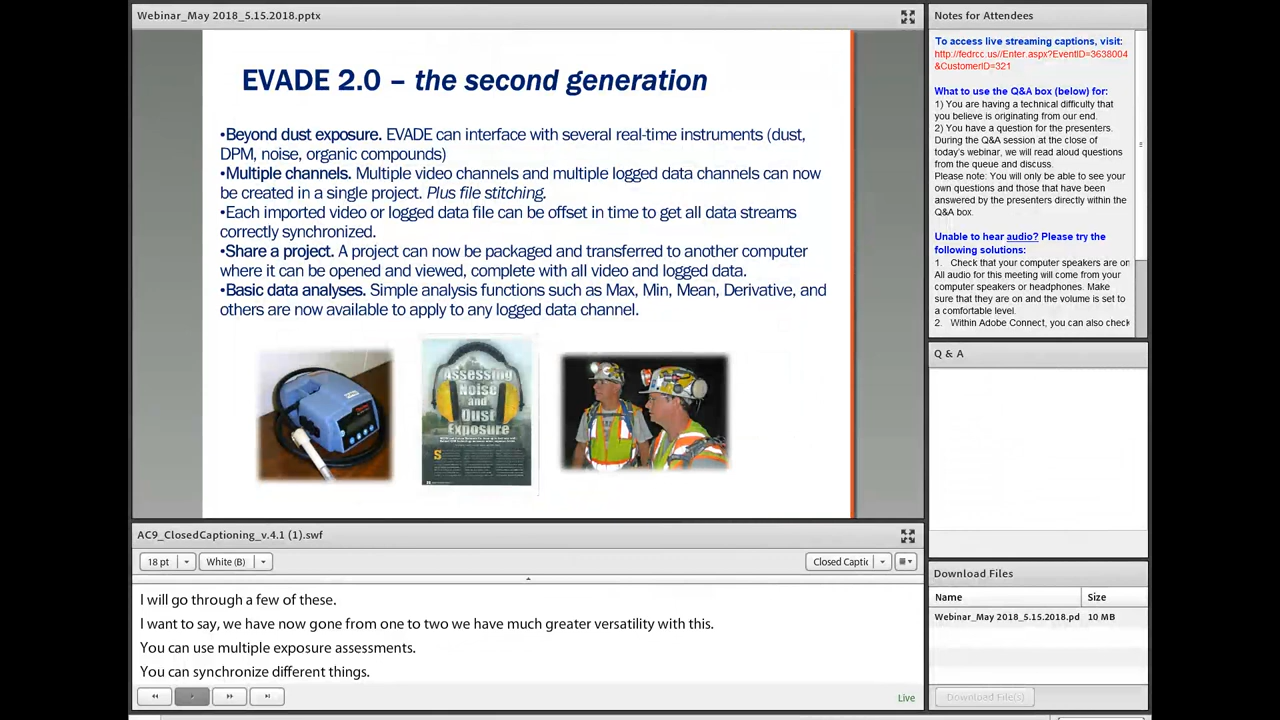 Webinar_May 2018_5.15.2018.pptx
EVADE 2.0 – the second generation
•Beyond dust exposure. EVADE can interface with several real-time instruments (dust,
DPM, noise, organic compounds)
•Multiple channels. Multiple video channels and multiple logged data channels can now
be created in a single project. Plus file stitching.
•Each imported video or logged data file can be offset in time to get all data streams
correctly synchronized.
•Share a project. A project can now be packaged and transferred to another computer
where it can be opened and viewed, complete with all video and logged data.
•Basic data analyses. Simple analysis functions such as Max, Min, Mean, Derivative, and
others are now available to apply to any logged data channel.
Assessing
Noise
and
Dust
Exposure
S
AC9_ClosedCaptioning_v.4.1 (1).swf
18 pt
White (B)
Closed Captic
I will go through a few of these.
I want to say, we have now gone from one to two we have much greater versatility with this.
You can use multiple exposure assessments.
You can synchronize different things.
Live
Notes for Attendees
To access live streaming captions, visit:
http://fedrcc.us//Enter.aspx?EventID=3638004
&CustomerID=321
What to use the Q&A box (below) for:
1) You are having a technical difficulty that
you believe is originating from our end.
2) You have a question for the presenters.
During the Q&A session at the close of
today's webinar, we will read aloud questions
from the queue and discuss.
Please note: You will only be able to see your
own questions and those that have been
answered by the presenters directly within the
Q&A box.
Unable to hear audio? Please try the
following solutions:
1. Check that your computer speakers are on
All audio for this meeting will come from your
computer speakers or headphones. Make
sure that they are on and the volume is set to
a comfortable level.
2. Within Adobe Connect, you can also check
Q & A
Download Files
Name Size
Webinar_May 2018_5.15.2018.pd 10 MB
Download File(s)